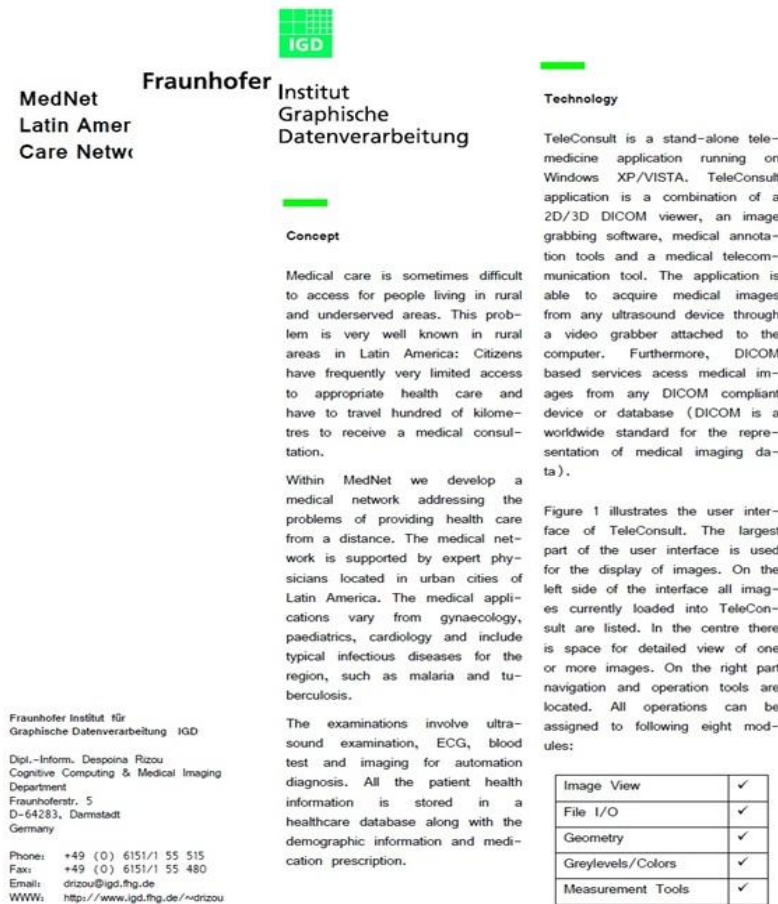 IGD
Fraunhofer
Institut
Graphische
Datenverarbeitung
MedNet
Latin Amer
Care Netw
Concept
Medical care is sometimes difficult
to access for people living in rural
and underserved areas. This prob-
lem is very well known in rural
areas in Latin America: Citizens
have frequently very limited access
to appropriate health care and
have to travel hundred of kilome-
tres to receive a medical consul-
tation.
Within MedNet we develop a
medical network addressing the
problems of providing health care
from a distance. The medical net-
work is supported by expert phy-
sicians located in urban cities of
Latin America. The medical appli-
cations vary from gynaecology,
paediatrics, cardiology and include
typical infectious diseases for the
region, such as malaria and tu-
berculosis.
The examinations involve ultra-
sound examination, ECG, blood
test and imaging for automation
diagnosis. All the patient health
information is stored in a
healthcare database along with the
demographic information and medi-
cation prescription.
Technology
TeleConsult is a stand-alone tele-
medicine application running on
Windows XP/VISTA. TeleConsult
application is a combination of a
2D/3D DICOM viewer, an image
grabbing software, medical annota-
tion tools and a medical telecom-
munication tool. The application is
able to acquire medical images
from any ultrasound device through
a video grabber attached to the
computer. Furthermore, DICOM
based services acess medical im-
ages from any DICOM compliant
device or database (DICOM is a
worldwide standard for the repre-
sentation of medical imaging da-
ta).
Figure 1 illustrates the user inter-
face of TeleConsult. The largest
part of the user interface is used
for the display of images. On the
left side of the interface all imag-
es currently loaded into TeleCon-
sult are listed. In the centre there
is space for detailed view of one
or more images. On the right part
navigation and operation tools are
located. All operations can be
assigned to following eight mod-
ules:
Image View ✓
File I/O ✓
Geometry ✓
Greylevels/Colors ✓
Measurement Tools ✓
Fraunhofer Institut für
Graphische Datenverarbeitung IGD
Dipl.-Inform. Despoina Rizou
Cognitive Computing & Medical Imaging
Department
Fraunhoferstr. 5
D-64283, Darmstadt
Germany
Phone: +49 (0) 6151/1 55 515
Fax: +49 (0) 6151/1 55 480
Email: drizou@igd.fhg.de
WWW: http://www.igd.fhg.de/~drizou